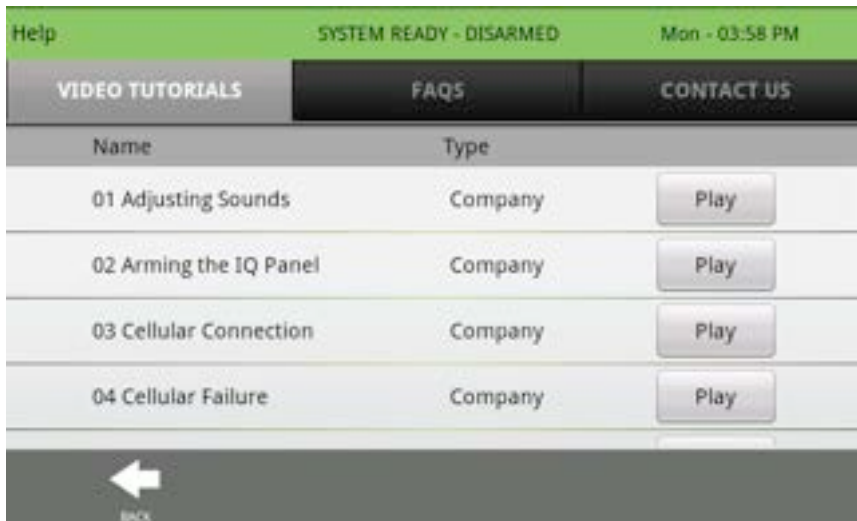 Help SYSTEM READY - DISARMED Mon - 03:58 PM
VIDEO TUTORIALS FAQS CONTACT US
Name Type
01 Adjusting Sounds Company Play
02 Arming the IQ Panel Company Play
03 Cellular Connection Company Play
04 Cellular Failure Company Play
BACK